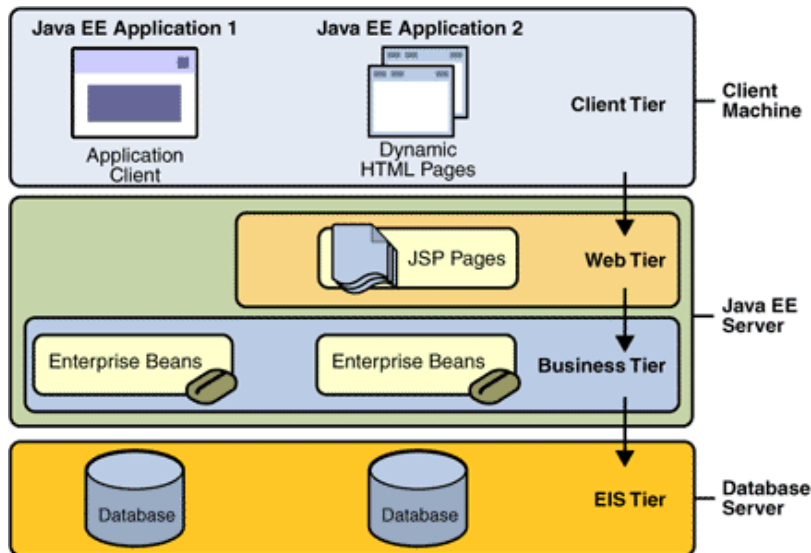 Java EE Application 1
Java EE Application 2
Application
Client
Dynamic
HTML Pages
Client Tier
Client
Machine
JSP Pages
Web Tier
Java EE
Server
Enterprise Beans
Enterprise Beans
Business Tier
Database
Database
EIS Tier
Database
Server